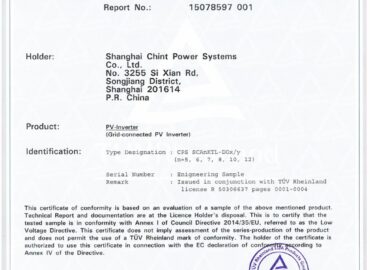 Report No.: 15078597 001
Holder: Shanghai Chint Power Systems
Co., Ltd.
No. 3255 Si Xian Rd,
Songjiang District,
Shanghai 201614
P.R. China
Product: PV-Inverter
(Grid-connected PV Inverter)
Identification: Type Designation : CPS SCAnKTL-DOx/y
(n=5, 6, 7, 8, 10, 12)
Serial Number : Enigneering Sample
Remark : Issued in conjunction with TÜV Rheinland
license R 50306637 pages 0001-0004
This certificate of conformity is based on an evaluation of a sample of the above mentioned product.
Technical Report and documentation are at the Licence Holder's disposal. This is to certify that the
tested sample is in conformity with Annex I of Council Directive 2014/35/EU, referred to as the Low
Voltage Directive. This certificate does not imply assessment of the series-production of the product
and does not permit the use of a TÜV Rheinland mark of conformity. The holder of the certificate is
authorized to use this certificate in connection with the EC declaration of conformity according to
Annex IV of the Directive.